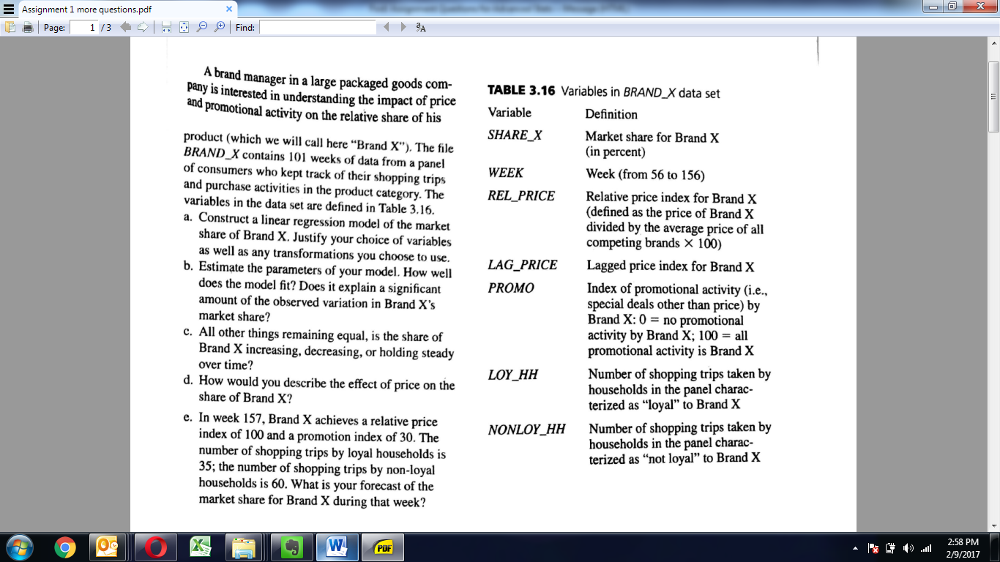 Assignment 1 more questions.pdf
Page: 1 / 3 Find:
A brand manager in a large packaged goods com-
pany is interested in understanding the impact of price
and promotional activity on the relative share of his
product (which we will call here “Brand X”). The file
BRAND_X contains 101 weeks of data from a panel
of consumers who kept track of their shopping trips
and purchase activities in the product category. The
variables in the data set are defined in Table 3.16.
a. Construct a linear regression model of the market
share of Brand X. Justify your choice of variables
as well as any transformations you choose to use.
b. Estimate the parameters of your model. How well
does the model fit? Does it explain a significant
amount of the observed variation in Brand X’s
market share?
c. All other things remaining equal, is the share of
Brand X increasing, decreasing, or holding steady
over time?
d. How would you describe the effect of price on the
share of Brand X?
e. In week 157, Brand X achieves a relative price
index of 100 and a promotion index of 30. The
number of shopping trips by loyal households is
35; the number of shopping trips by non-loyal
households is 60. What is your forecast of the
market share for Brand X during that week?
TABLE 3.16 Variables in BRAND_X data set
Variable Definition
SHARE_X Market share for Brand X
(in percent)
WEEK Week (from 56 to 156)
REL_PRICE Relative price index for Brand X
(defined as the price of Brand X
divided by the average price of all
competing brands × 100)
LAG_PRICE Lagged price index for Brand X
PROMO Index of promotional activity (i.e.,
special deals other than price) by
Brand X: 0 = no promotional
activity by Brand X; 100 = all
promotional activity is Brand X
LOY_HH Number of shopping trips taken by
households in the panel charac-
terized as “loyal” to Brand X
NONLOY_HH Number of shopping trips taken by
households in the panel charac-
terized as “not loyal” to Brand X
PDF
2:58 PM
2/9/2017